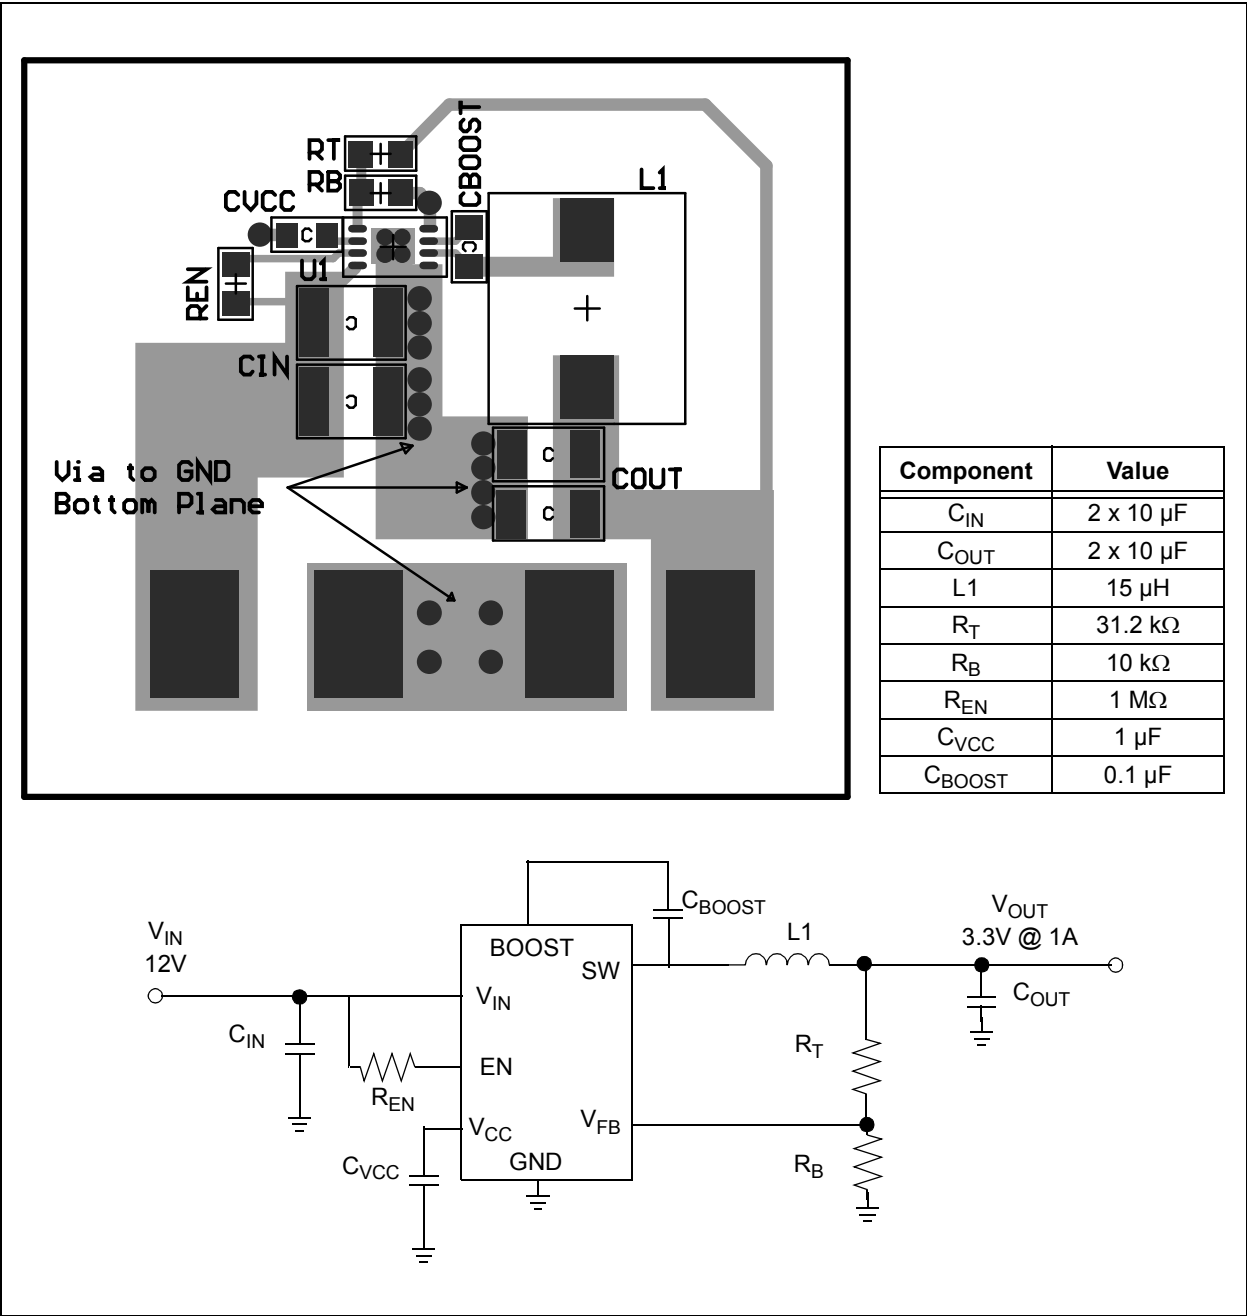 RT
RB
CBOOST
L1
CVCC
C
C
REN
U1
C
CIN
C
Via to GND
Bottom Plane
C
COUT
C
Component Value
CIN 2 x 10 µF
COUT 2 x 10 µF
L1 15 µH
RT 31.2 kΩ
RB 10 kΩ
REN 1 MΩ
CVCC 1 µF
CBOOST 0.1 µF
CBOOST
VIN
12V
BOOST
SW
L1
VOUT
3.3V @ 1A
VIN
CIN
COUT
EN
REN
RT
VCC
VFB
CVCC
GND
RB